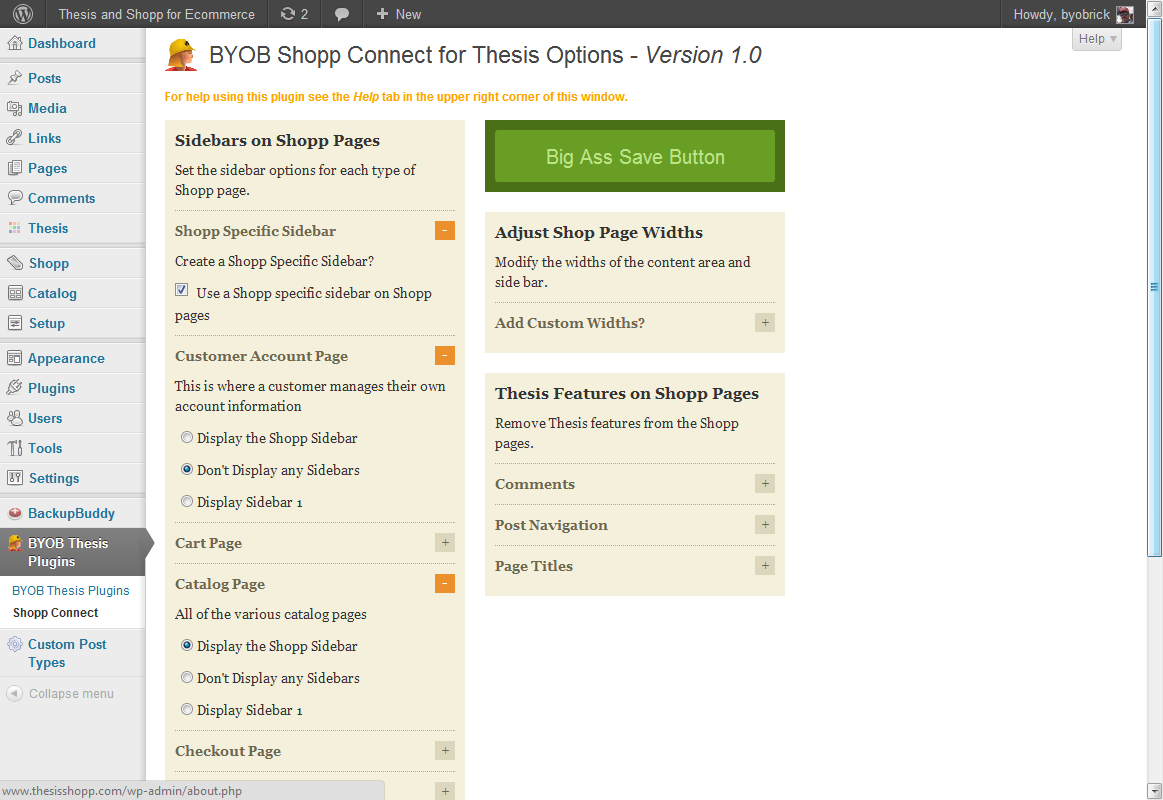 Thesis and Shopp for Ecommerce
2
New
Howdy, byobrick
Help
Dashboard
Posts
Media
Links
Pages
Comments
Thesis
Shopp
Catalog
Setup
Appearance
Plugins
Users
Tools
Settings
BackupBuddy
BYOB Thesis
Plugins
BYOB Thesis Plugins
Shopp Connect
Custom Post
Types
Collapse menu
BYOB Shopp Connect for Thesis Options - Version 1.0
For help using this plugin see the Help tab in the upper right corner of this window.
Sidebars on Shopp Pages
Set the sidebar options for each type of
Shopp page.
Shopp Specific Sidebar
Create a Shopp Specific Sidebar?
Use a Shopp specific sidebar on Shopp
pages
Customer Account Page
This is where a customer manages their own
account information
Display the Shopp Sidebar
Don't Display any Sidebars
Display Sidebar 1
Cart Page
Catalog Page
All of the various catalog pages
Display the Shopp Sidebar
Don't Display any Sidebars
Display Sidebar 1
Checkout Page
Big Ass Save Button
Adjust Shop Page Widths
Modify the widths of the content area and
side bar.
Add Custom Widths?
Thesis Features on Shopp Pages
Remove Thesis features from the Shopp
pages.
Comments
Post Navigation
Page Titles
www.thesisshopp.com/wp-admin/about.php